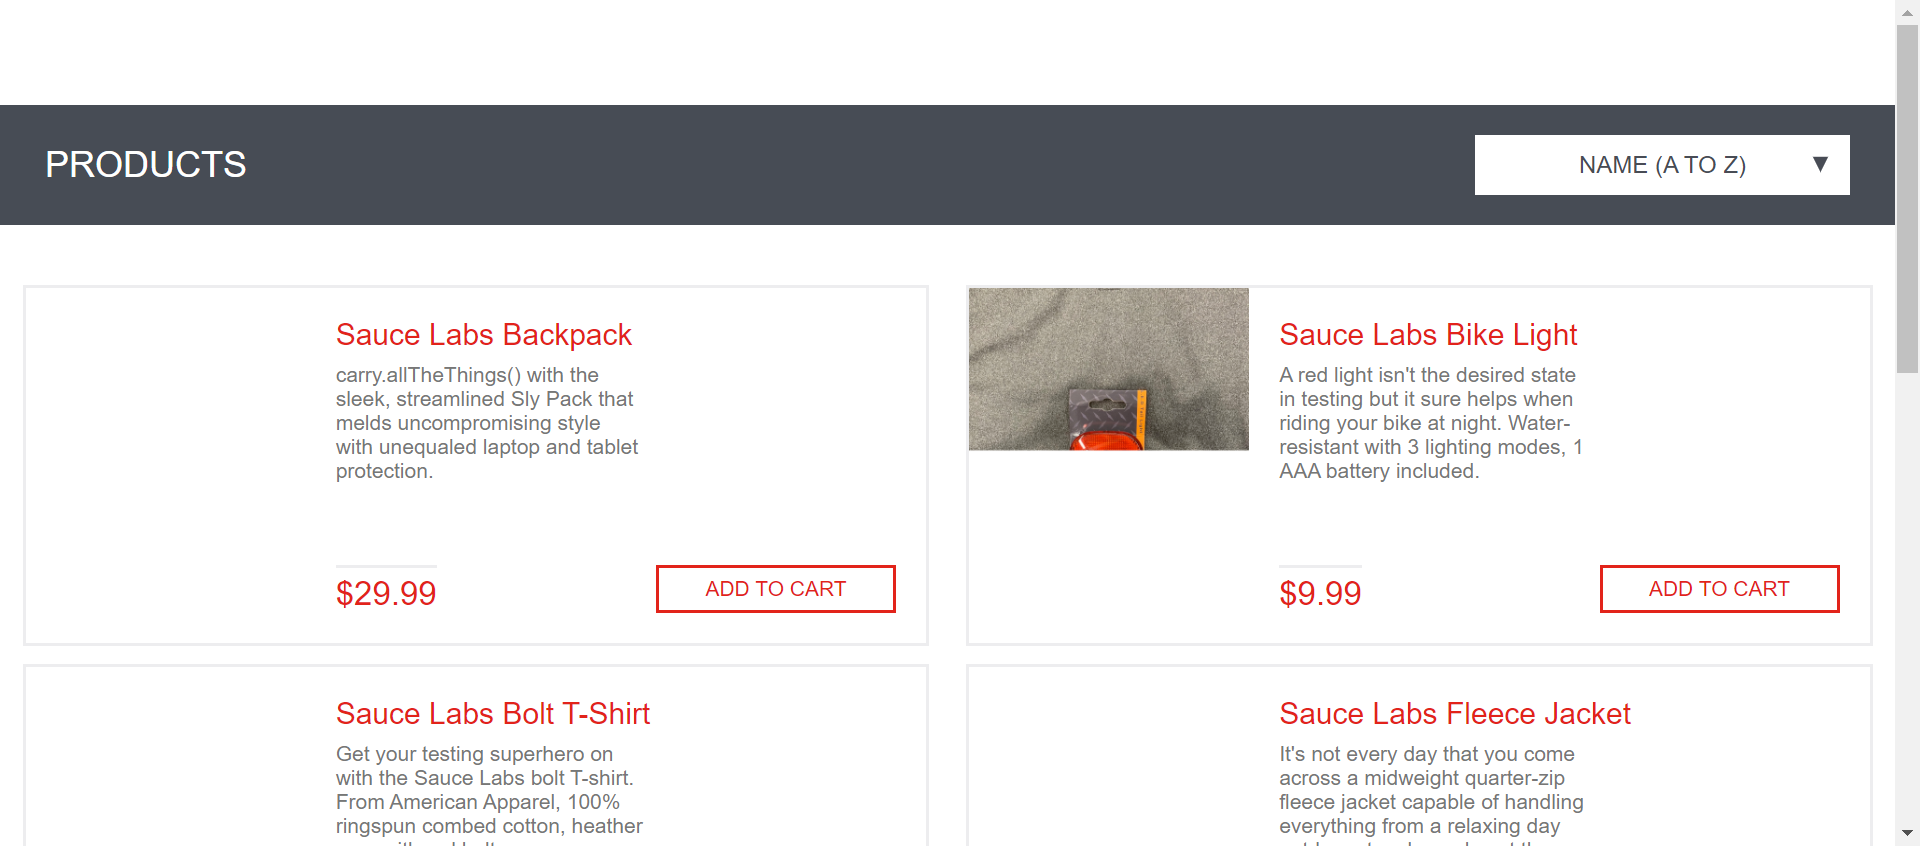 PRODUCTS
NAME (A TO Z)
Sauce Labs Backpack
carry.allTheThings() with the
sleek, streamlined Sly Pack that
melds uncompromising style
with unequaled laptop and tablet
protection.
$29.99
ADD TO CART
Sauce Labs Bike Light
A red light isn't the desired state
in testing but it sure helps when
riding your bike at night. Water-
resistant with 3 lighting modes, 1
AAA battery included.
$9.99
ADD TO CART
Sauce Labs Bolt T-Shirt
Get your testing superhero on
with the Sauce Labs bolt T-shirt.
From American Apparel, 100%
ringspun combed cotton, heather
Sauce Labs Fleece Jacket
It's not every day that you come
across a midweight quarter-zip
fleece jacket capable of handling
everything from a relaxing day